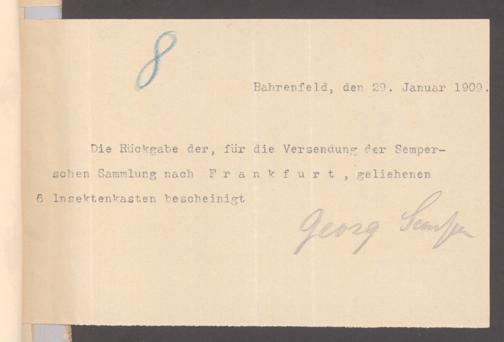 8
Bahrenfeld, den 29. Januar 1909.
Die Rückgabe der, für die Versendung der Semper-
schen Sammlung nach F r a n k f u r t , geliehenen
6 Insektenkasten bescheinigt
Georg Semper